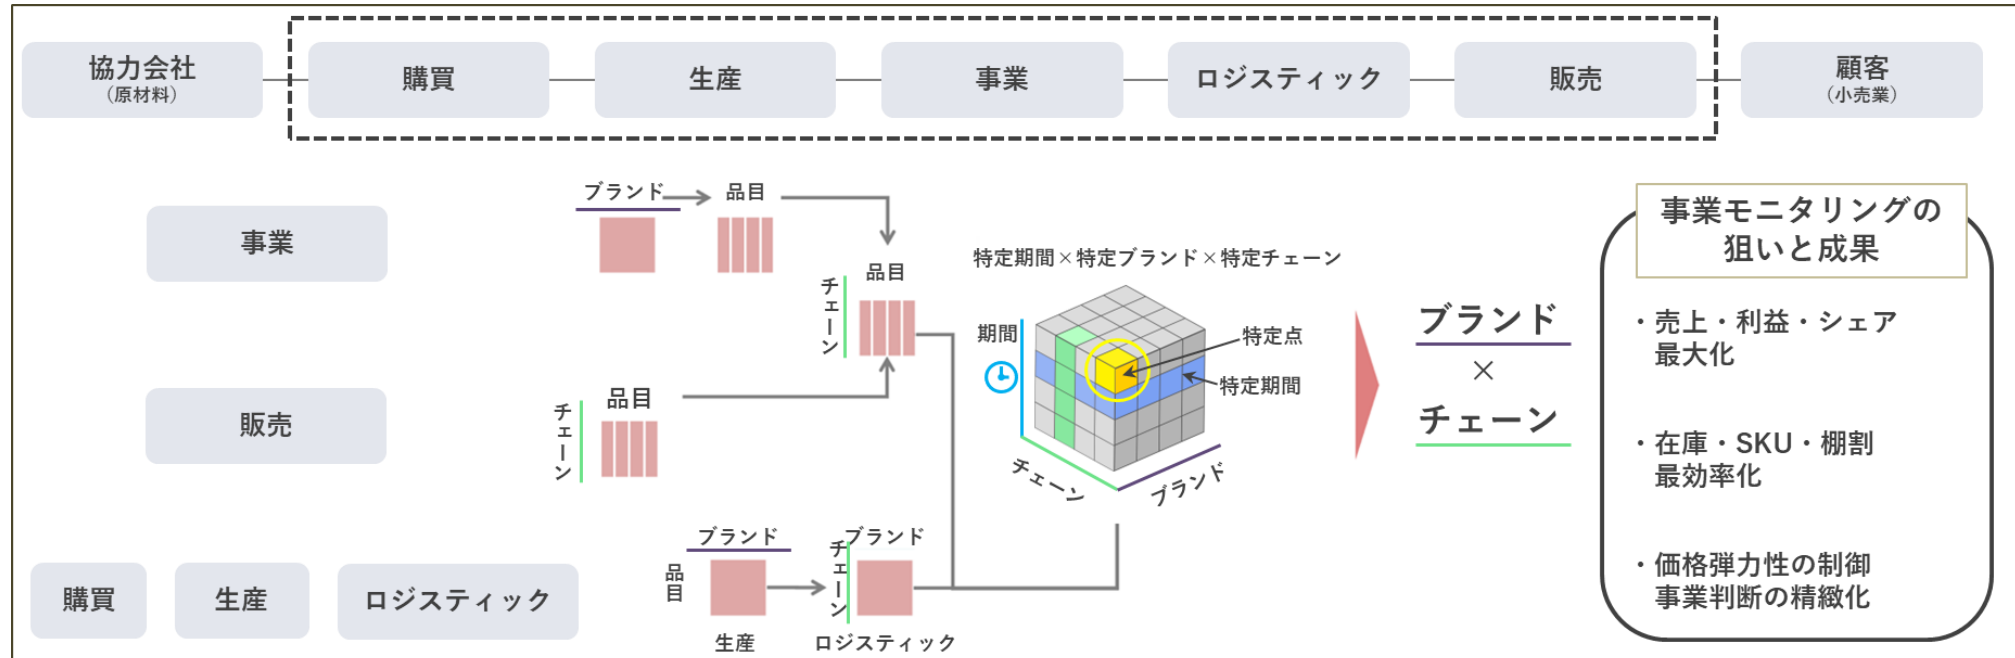 協力会社
（原材料）
購買
生産
事業
ロジスティック
販売
顧客
（小売業）
事業
ブランド
品目
チェーン
品目
販売
チェーン
品目
購買
生産
ロジスティック
ブランド
品目
生産
ブランド
チェーン
ロジスティック
特定期間×特定ブランド×特定チェーン
期間
特定点
特定期間
チェーン
ブランド
ブランド
×
チェーン
事業モニタリングの
狙いと成果
・売上・利益・シェア
最大化
・在庫・SKU・棚割
最効率化
・価格弾力性の制御
事業判断の精緻化